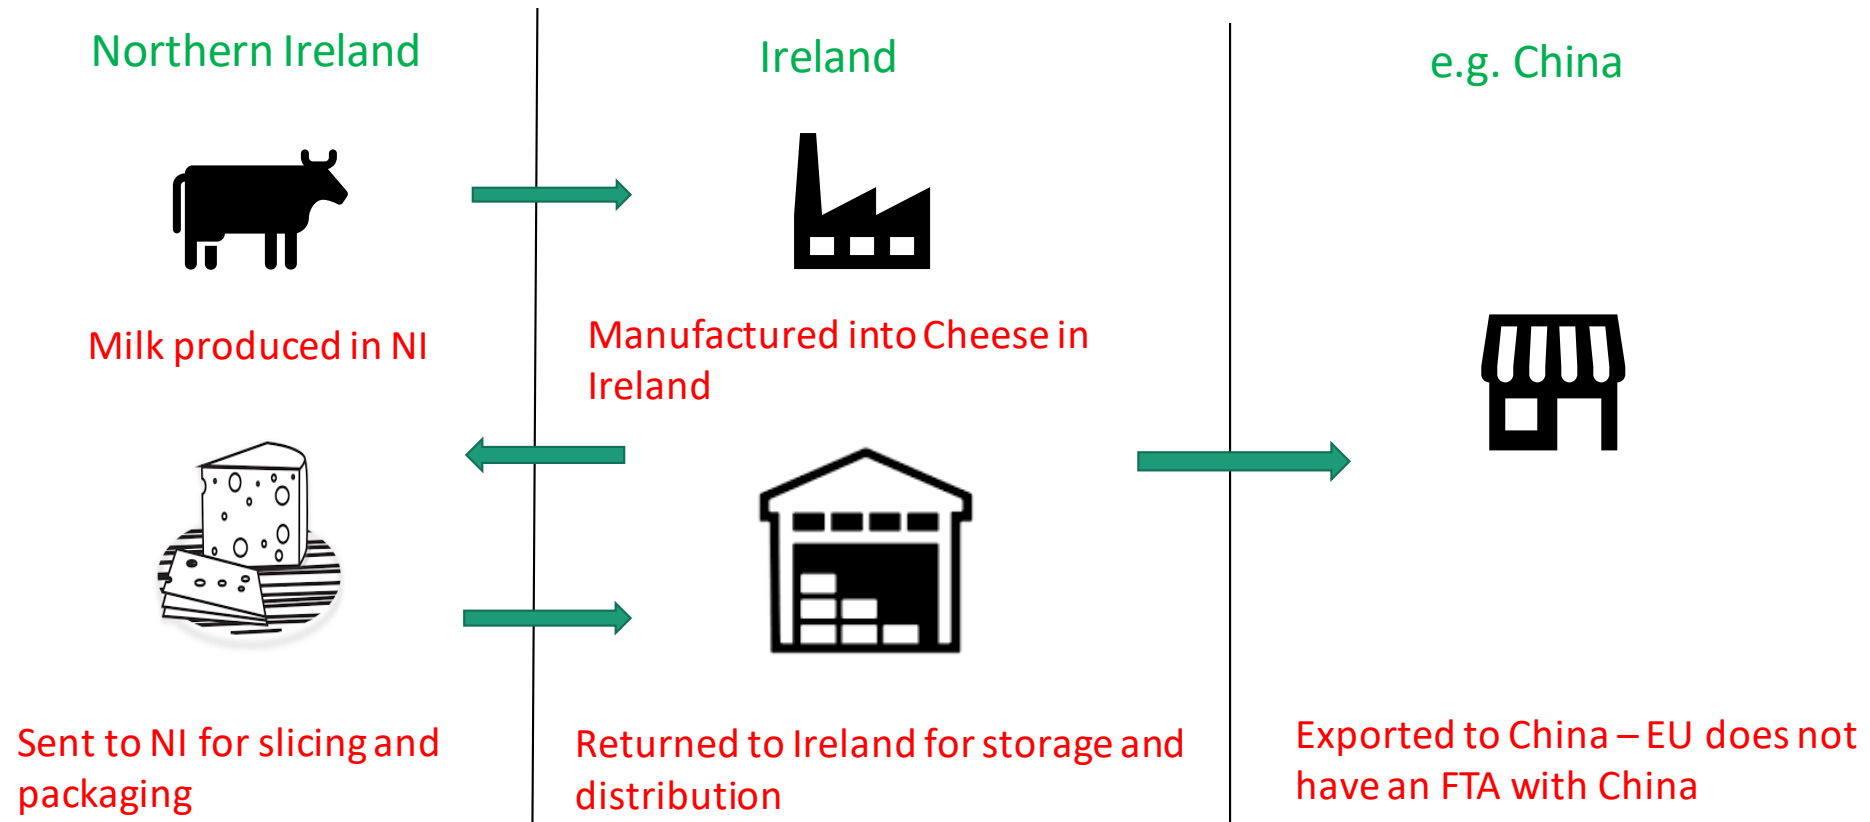 Northern Ireland
Ireland
e.g. China
Milk produced in NI
Manufactured into Cheese in
Ireland
Sent to NI for slicing and
packaging
Returned to Ireland for storage and
distribution
Exported to China – EU does not
have an FTA with China